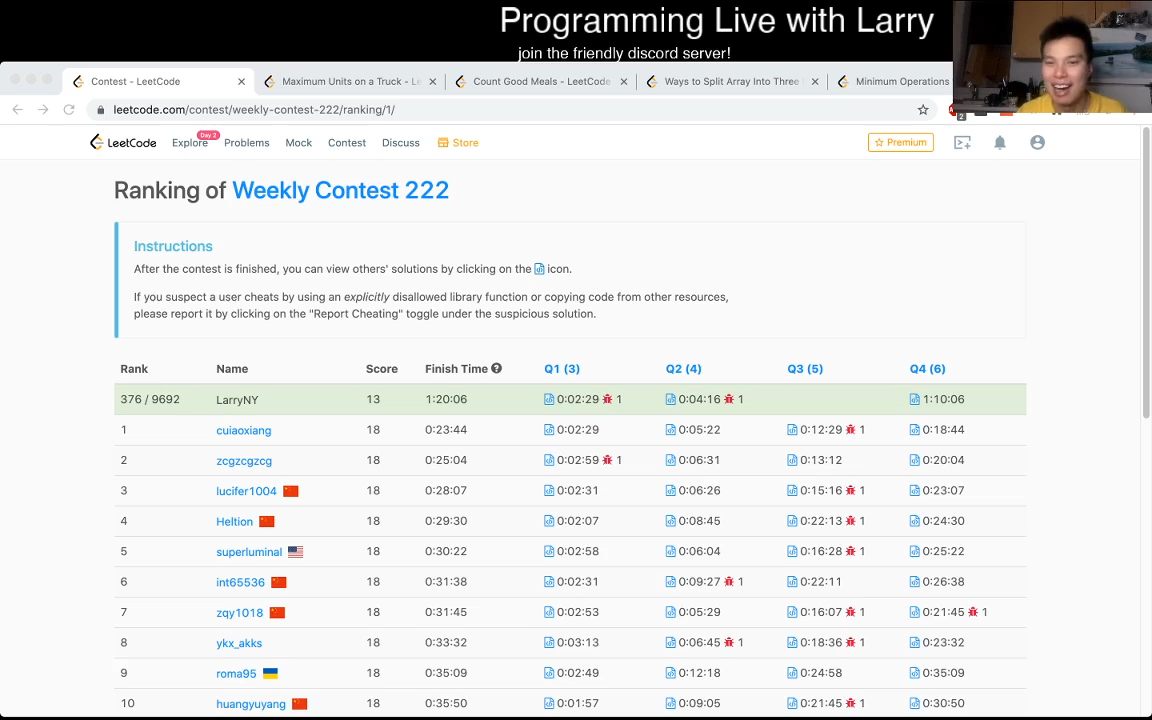 Programming Live with Larry
join the friendly discord server!
Contest - LeetCode
Maximum Units on a Truck - Le
Count Good Meals - LeetCode
Ways to Split Array Into Three
Minimum Operations
leetcode.com/contest/weekly-contest-222/ranking/1/
2
LeetCode Explore Day 2 Problems Mock Contest Discuss Store Premium
Ranking of Weekly Contest 222
Instructions
After the contest is finished, you can view others' solutions by clicking on the icon.
If you suspect a user cheats by using an explicitly disallowed library function or copying code from other resources,
please report it by clicking on the "Report Cheating" toggle under the suspicious solution.
Rank Name Score Finish Time Q1 (3) Q2 (4) Q3 (5) Q4 (6)
376 / 9692 LarryNY 13 1:20:06 0:02:29 1 0:04:16 1 1:10:06
1 cuiaoxiang 18 0:23:44 0:02:29 0:05:22 0:12:29 1 0:18:44
2 zcgzcgzcg 18 0:25:04 0:02:59 1 0:06:31 0:13:12 0:20:04
3 lucifer1004 18 0:28:07 0:02:31 0:06:26 0:15:16 1 0:23:07
4 Heltion 18 0:29:30 0:02:07 0:08:45 0:22:13 1 0:24:30
5 superluminal 18 0:30:22 0:02:58 0:06:04 0:16:28 1 0:25:22
6 int65536 18 0:31:38 0:02:31 0:09:27 1 0:22:11 0:26:38
7 zqy1018 18 0:31:45 0:02:53 0:05:29 0:16:07 1 0:21:45 1
8 ykx_akks 18 0:33:32 0:03:13 0:06:45 1 0:18:36 1 0:23:32
9 roma95 18 0:35:09 0:02:49 0:12:18 0:24:58 0:35:09
10 huangyuyang 18 0:35:50 0:01:57 0:09:05 0:21:45 1 0:30:50